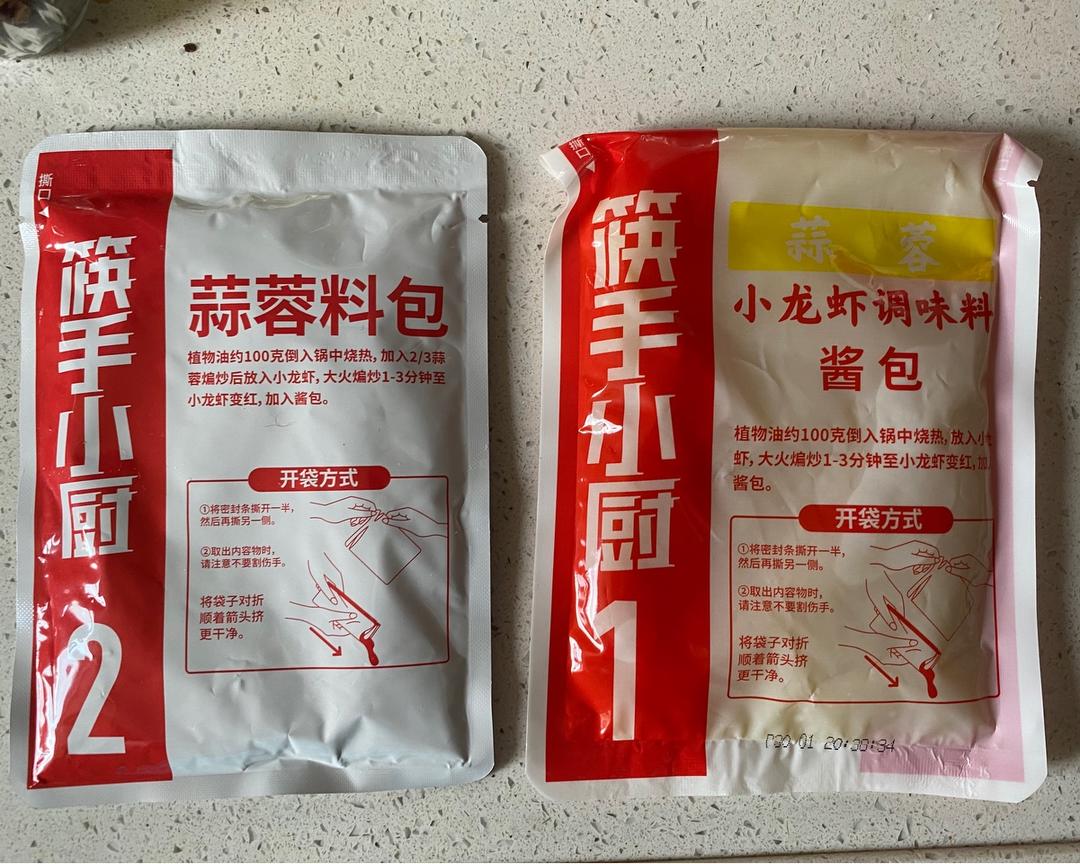 撕口
筷手小厨
2
蒜蓉料包
植物油约100克倒入锅中烧热, 加入2/3蒜
蓉煸炒后放入小龙虾, 大火煸炒1-3分钟至
小龙虾变红, 加入酱包。
开袋方式
①将密封条撕开一半,
然后再撕另一侧。
②取出内容物时,
请注意不要割伤手。
将袋子对折
顺着箭头挤
更干净。
撕口
筷手小厨
1
蒜蓉
小龙虾调味料
酱包
植物油约100克倒入锅中烧热, 放入小
虾, 大火煸炒1-3分钟至小龙虾变红, 加
酱包。
开袋方式
①将密封条撕开一半,
然后再撕另一侧。
②取出内容物时,
请注意不要割伤手。
将袋子对折
顺着箭头挤
更干净。
01 20:38:34